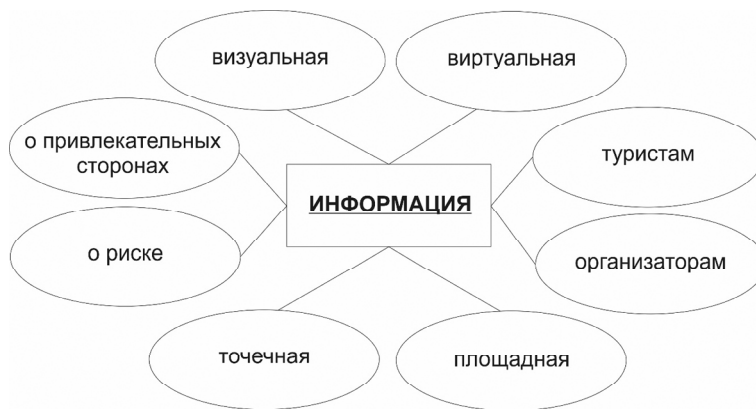 визуальная
виртуальная
о привлекательных
сторонах
туристам
ИНФОРМАЦИЯ
о риске
организаторам
точечная
площадная